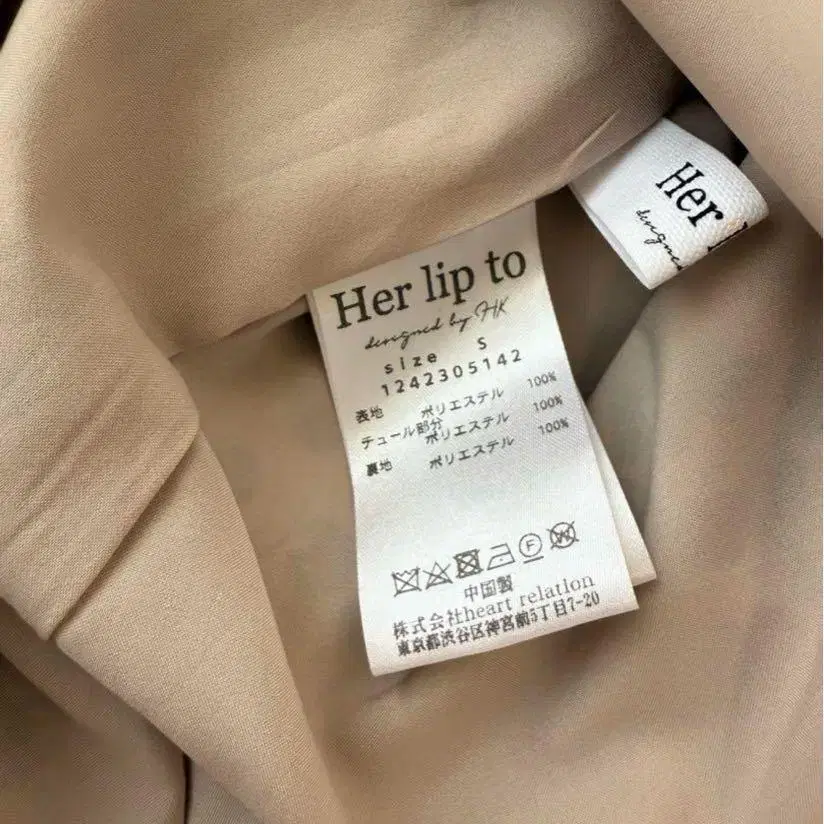 Her lip to
designed by HK
size S
1242305142
表地 ポリエステル 100%
チュール部分 ポリエステル 100%
裏地 ポリエステル 100%
F W
中国製
株式会社heart relation
東京都渋谷区神宮前5丁目7-20
Her
designed